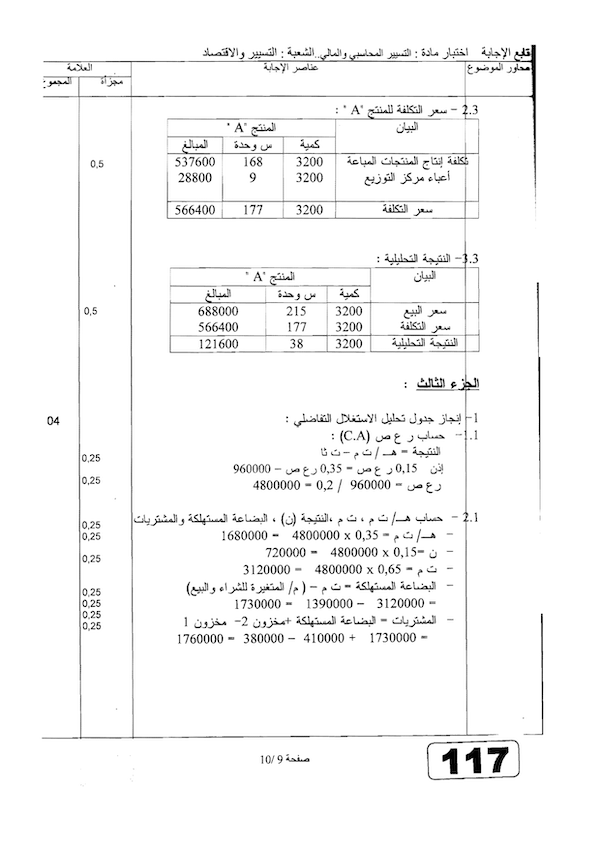 تابع الإجابة اختبار مادة : التسيير المحاسبي والمالي..الشعبة : التسيير والاقتصاد
محاور الموضوع عناصر الإجابة العلامة
مجزأة المجموع
2.3 – سعر التكلفة للمنتج "A" :
البيان المنتج "A"
كمية س وحدة المبالغ
تكلفة إنتاج المنتجات المباعة 3200 168 537600
أعباء مركز التوزيع 3200 9 28800
سعر التكلفة 3200 177 566400
0,5
3.3– النتيجة التحليلية :
البيان المنتج "A"
كمية س وحدة المبالغ
سعر البيع 3200 215 688000
سعر التكلفة 3200 177 566400
النتيجة التحليلية 3200 38 121600
0,5
الجزء الثالث :
1– إنجاز جدول تحليل الاستغلال التفاضلي :
04
1.1– حساب ر ع ص (C.A) :
النتيجة = هـ/ ت م – ت ثا
0,25
إذن 0,15 ر ع ص = 0,35 ر ع ص – 960000
ر ع ص = 960000 / 0,2 = 4800000
0,25
2.1– حساب هـ/ ت م ، ت م ،النتيجة (ن) ، البضاعة المستهلكة والمشتريات
0,25
– هـ/ ت م = 0,35 x 4800000 = 1680000
0,25
– ن =0,15 x 4800000 = 720000
0,25
– ت م = 0,65 x 4800000 = 3120000
– البضاعة المستهلكة = ت م – ( م/ المتغيرة للشراء والبيع)
0,25
= 3120000 – 1390000 = 1730000
0,25
– المشتريات = البضاعة المستهلكة +مخزون 2– مخزون 1
0,25
= 1730000 + 410000 – 380000 = 1760000
0,25
صفحة 9 /10
117